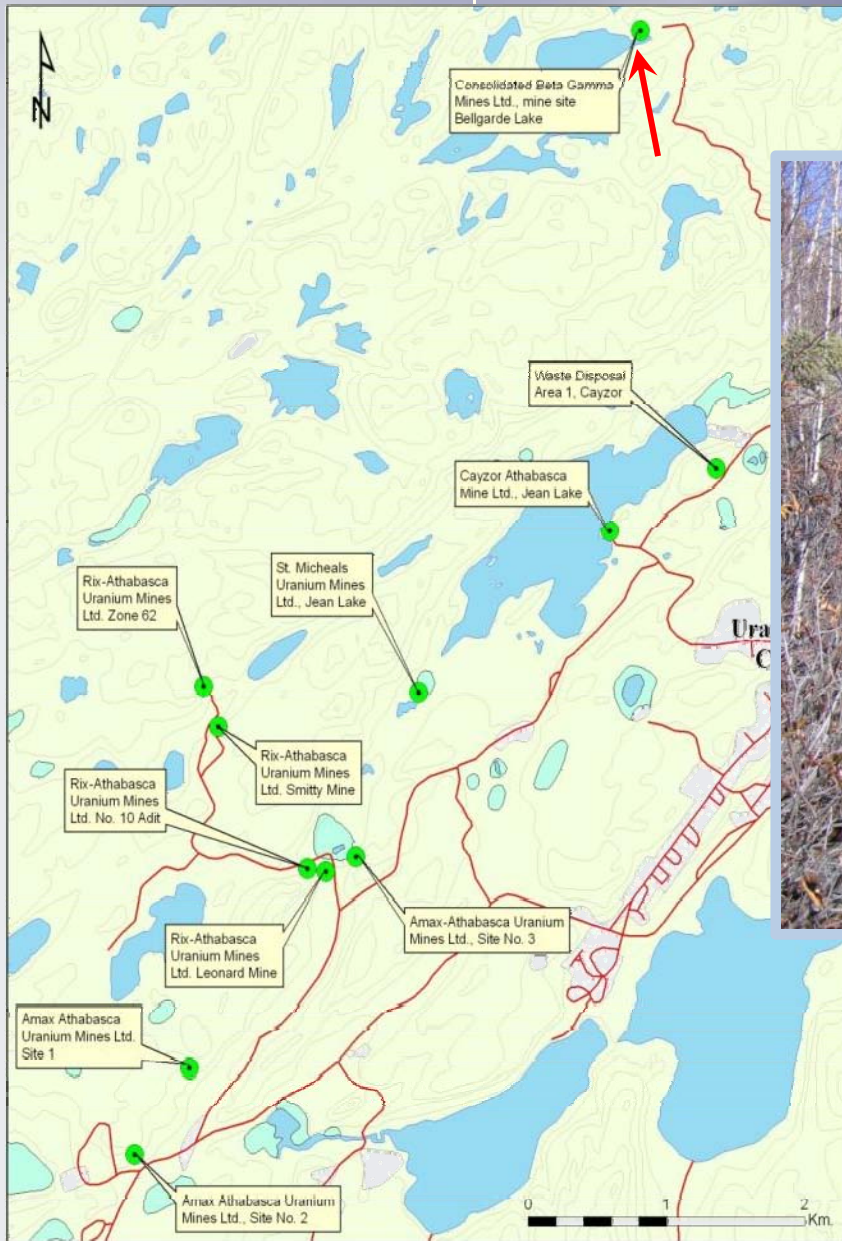 N
Consolidated Beta Gamma
Mines Ltd., mine site
Bellgarde Lake
Waste Disposal
Area 1, Cayzor
Cayzor Athabasca
Mine Ltd., Jean Lake
St. Micheals
Uranium Mines
Ltd., Jean Lake
Rix-Athabasca
Uranium Mines
Ltd. Zone 62
Ura
C
Rix-Athabasca
Uranium Mines
Ltd. Smitty Mine
Rix-Athabasca
Uranium Mines
Ltd. No. 10 Adit
Amax-Athabasca Uranium
Mines Ltd., Site No. 3
Rix-Athabasca
Uranium Mines
Ltd. Leonard Mine
Amax Athabasca
Uranium Mines Ltd.
Site 1
Amax Athabasca Uranium
Mines Ltd., Site No. 2
0 1 2
Km.